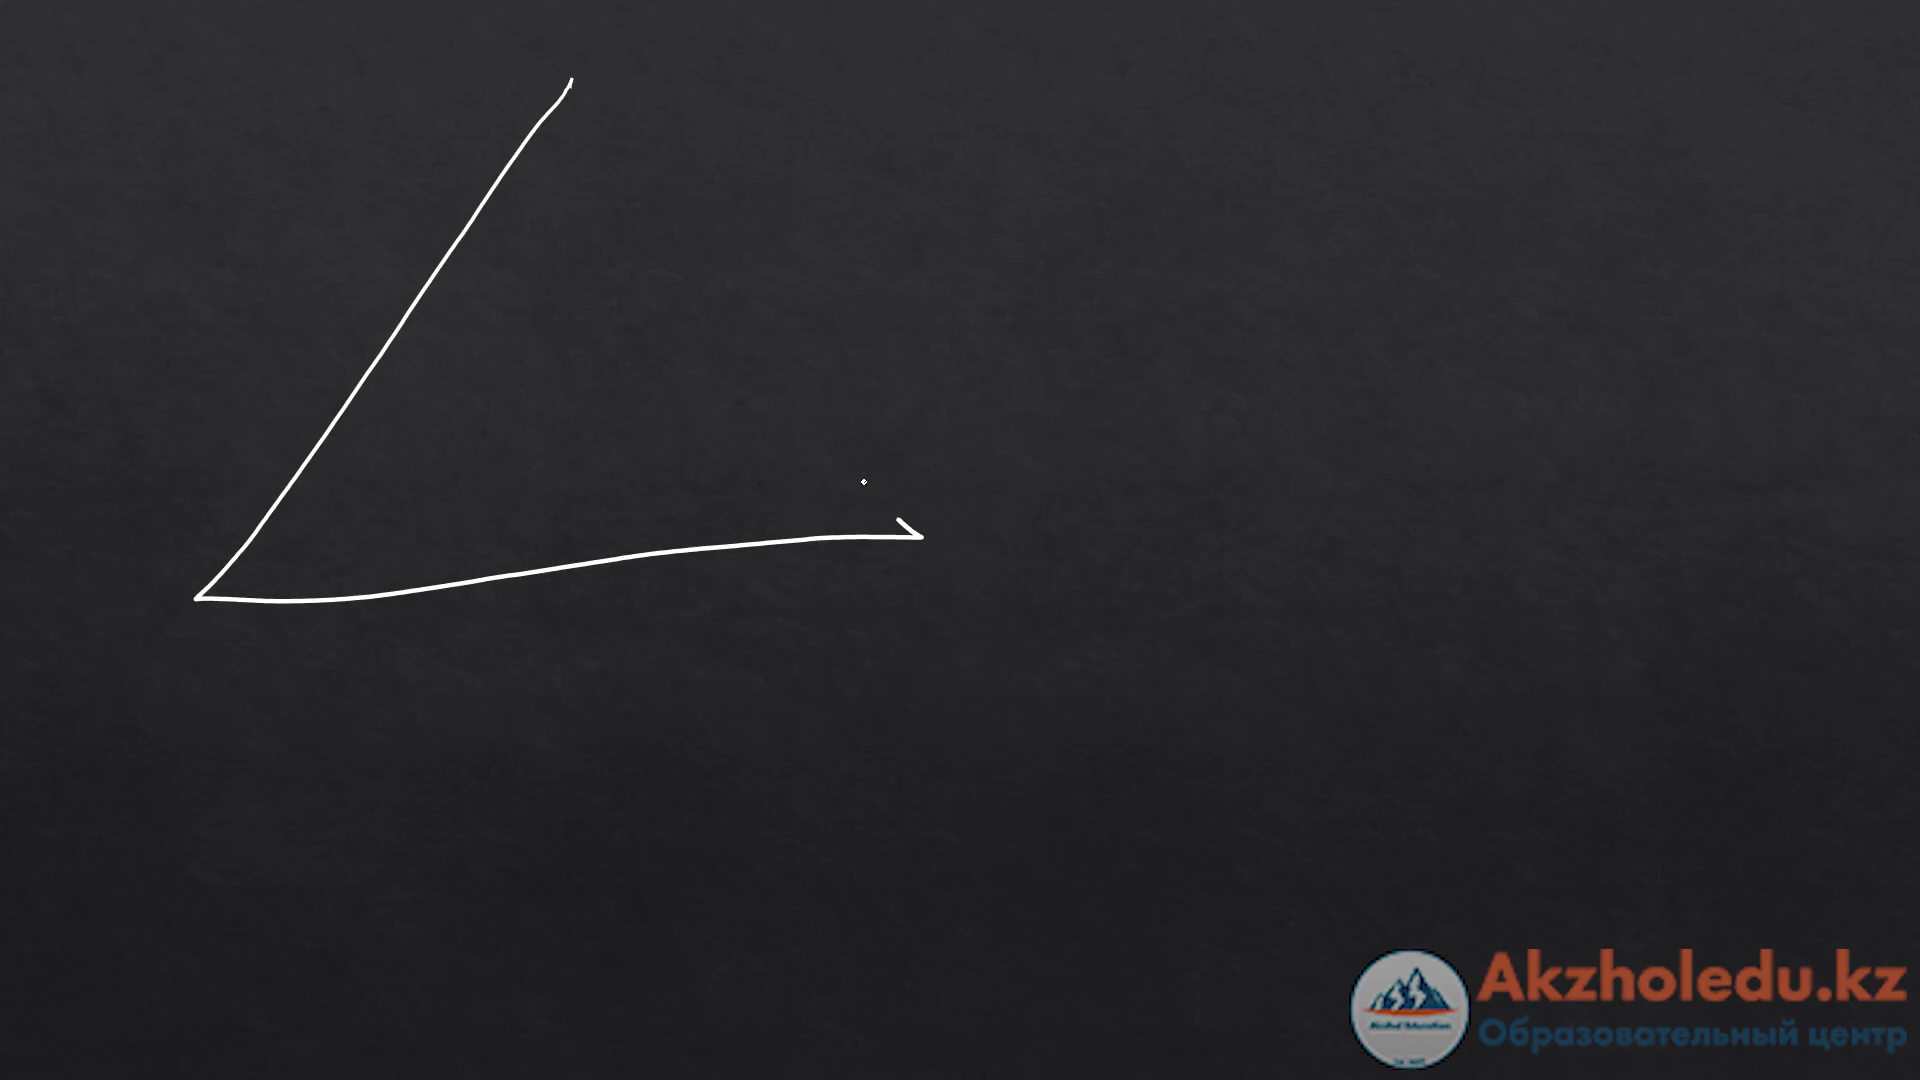 Akzholedu.kz
Образовательный центр